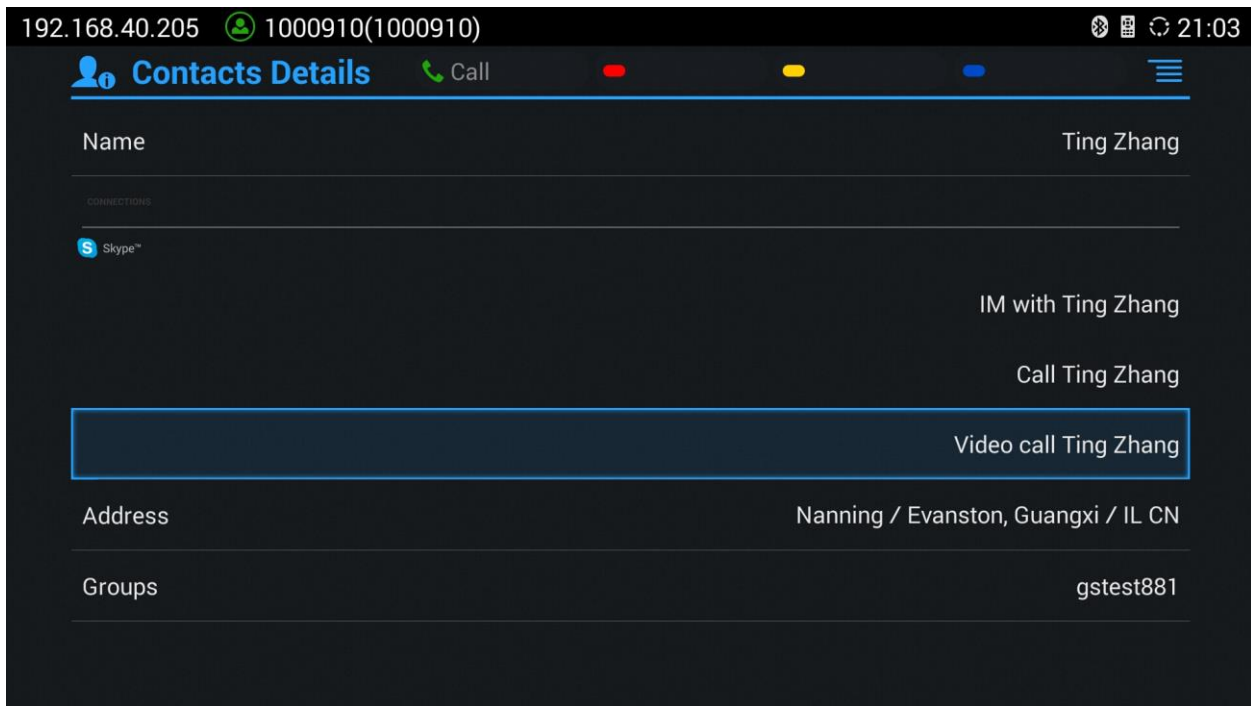 192.168.40.205 1000910(1000910) 21:03
Contacts Details Call
Name Ting Zhang
CONNECTIONS
S Skype™
IM with Ting Zhang
Call Ting Zhang
Video call Ting Zhang
Address Nanning / Evanston, Guangxi / IL CN
Groups gstest881